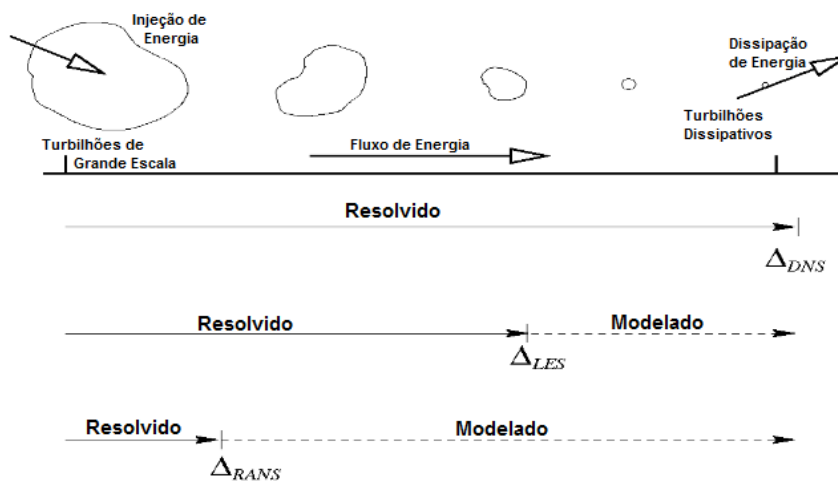 Injeção de
Energia
Dissipação
de Energia
Turbilhões de
Grande Escala
Fluxo de Energia
Turbilhões
Dissipativos
Resolvido
Δ_DNS
Resolvido
Modelado
Δ_LES
Resolvido
Modelado
Δ_RANS